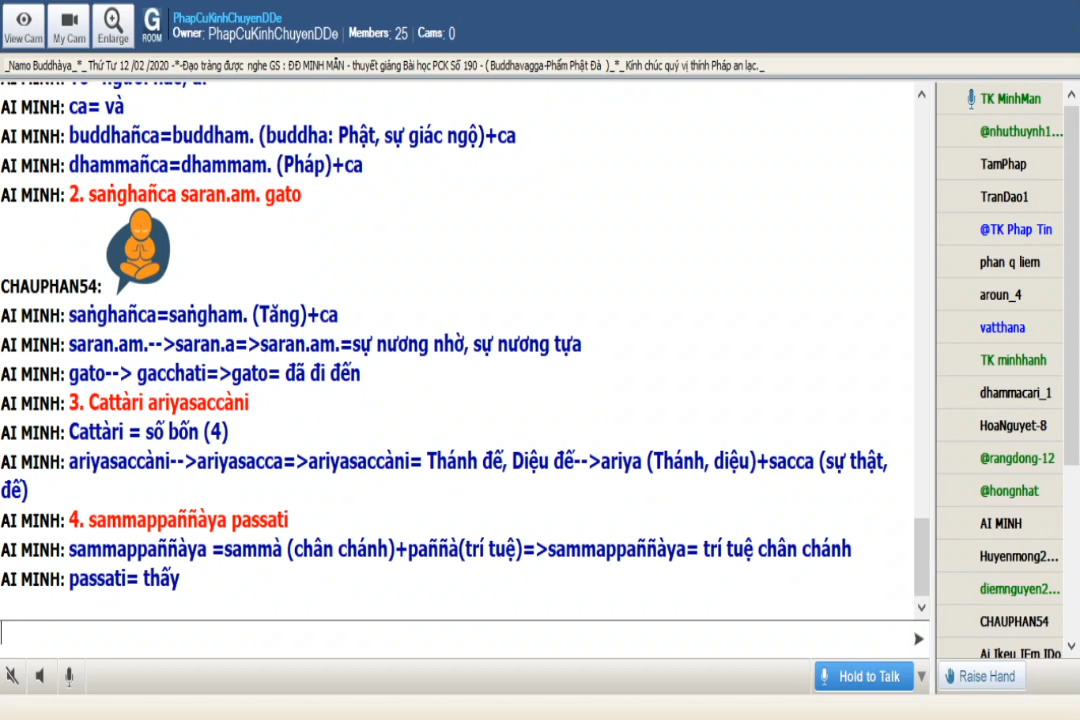 View Cam
My Cam
Enlarge
G
ROOM
PhapCuKinhChuyenDDe
Owner: PhapCuKinhChuyenDDe Members: 25 Cams: 0
_Namo Buddhàya_*_ Thứ Tư 12 /02 /2020 -*-Đạo tràng được nghe GS : ĐĐ MINH MẪN - thuyết giảng Bài học PCK Số 190 - ( Buddhavagga-Phẩm Phật Đà )_*_ Kính chúc quý vị thính Pháp an lạc._
AI MINH: ca= và
AI MINH: buddhañca=buddham. (buddha: Phật, sự giác ngộ)+ca
AI MINH: dhammañca=dhammam. (Pháp)+ca
AI MINH: 2. saṅghañca saran.am. gato
CHAUPHAN54:
AI MINH: saṅghañca=saṅgham. (Tăng)+ca
AI MINH: saran.am.-->saran.a=>saran.am.=sự nương nhờ, sự nương tựa
AI MINH: gato--> gacchati=>gato= đã đi đến
AI MINH: 3. Cattàri ariyasaccàni
AI MINH: Cattàri = số bốn (4)
AI MINH: ariyasaccàni-->ariyasacca=>ariyasaccàni= Thánh đế, Diệu đế-->ariya (Thánh, diệu)+sacca (sự thật,
đế)
AI MINH: 4. sammappaññàya passati
AI MINH: sammappaññàya =sammà (chân chánh)+paññà(trí tuệ)=>sammappaññàya= trí tuệ chân chánh
AI MINH: passati= thấy
TK MinhMan
@nhuthuynh1...
TamPhap
TranDao1
@TK Phap Tin
phan q liem
aroun_4
vatthana
TK minhhanh
dhammacari_1
HoaNguyet-8
@rangdong-12
@hongnhat
AI MINH
Huyenmong2...
diemnguyen2...
CHAUPHAN54
Hold to Talk
Raise Hand